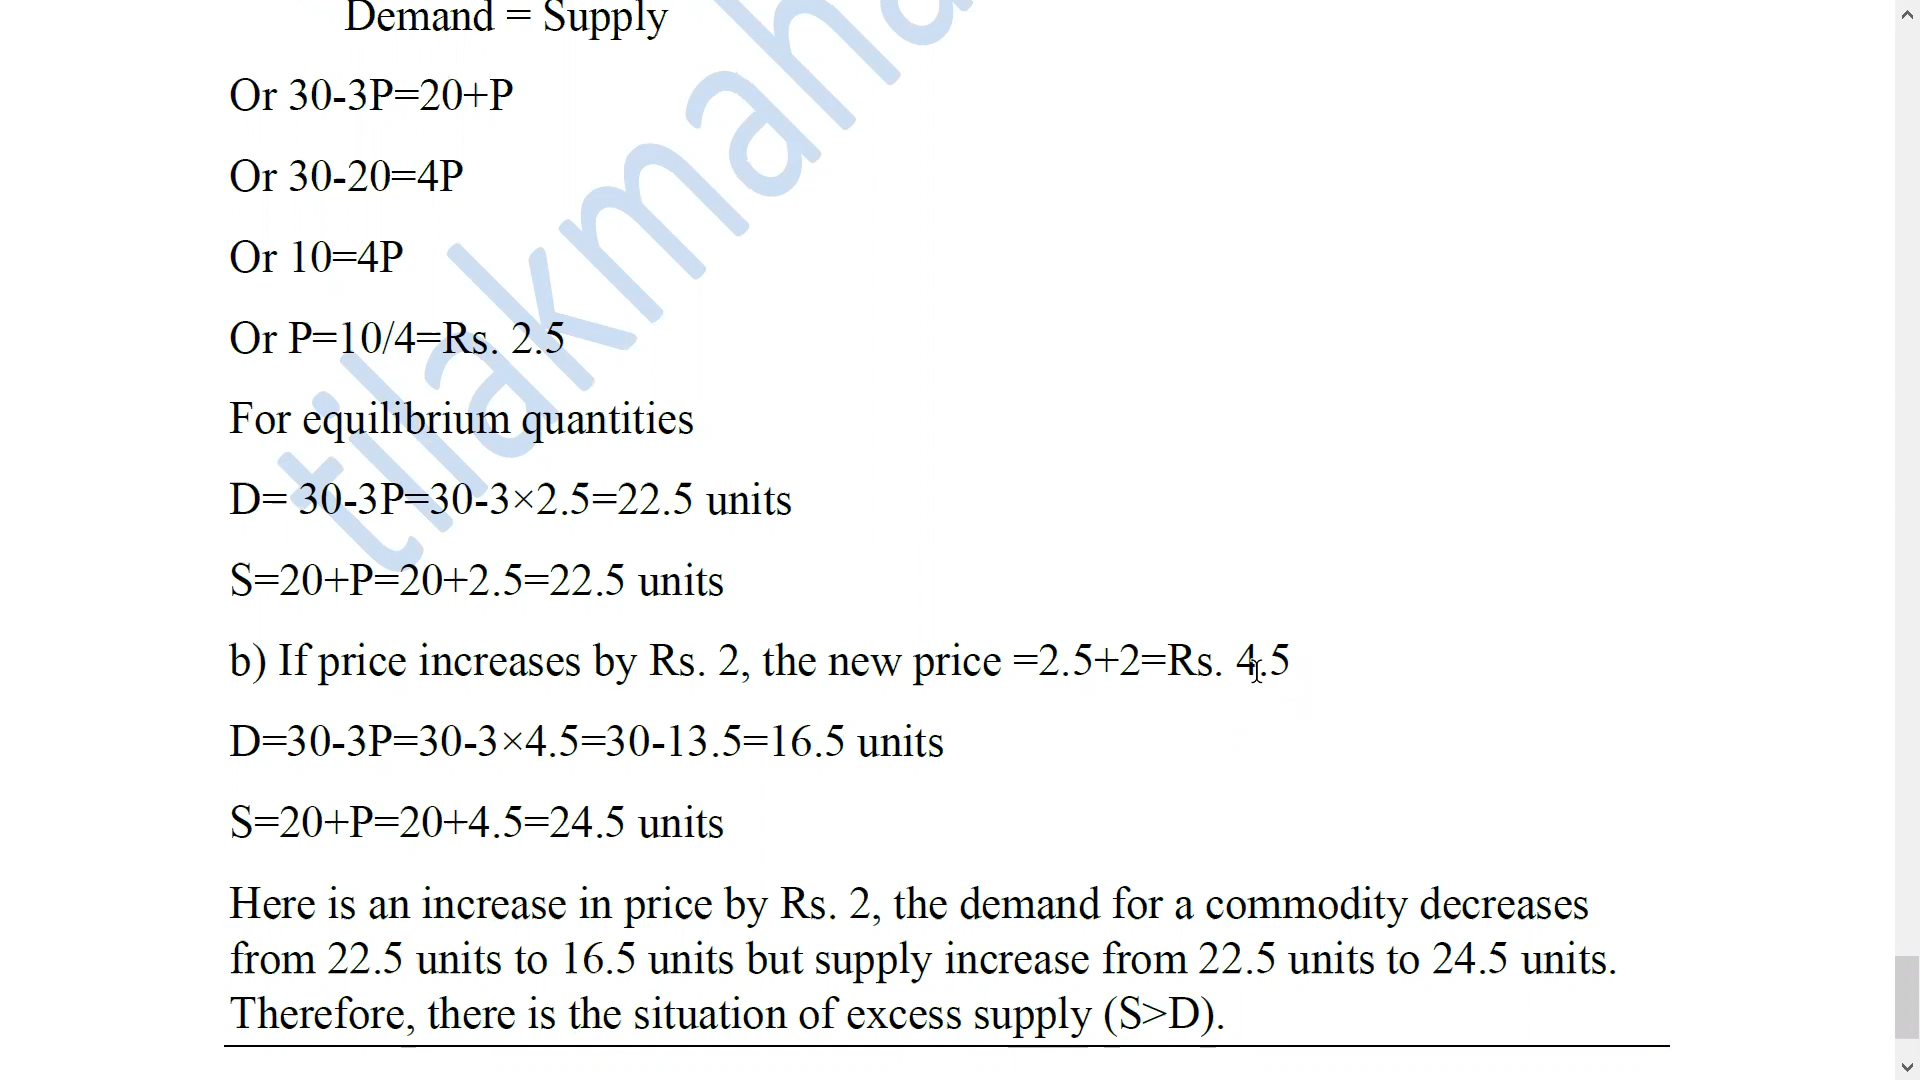 Demand = Supply
Or 30-3P=20+P
Or 30-20=4P
Or 10=4P
Or P=10/4=Rs. 2.5
For equilibrium quantities
D= 30-3P=30-3×2.5=22.5 units
S=20+P=20+2.5=22.5 units
b) If price increases by Rs. 2, the new price =2.5+2=Rs. 4.5
D=30-3P=30-3×4.5=30-13.5=16.5 units
S=20+P=20+4.5=24.5 units
Here is an increase in price by Rs. 2, the demand for a commodity decreases
from 22.5 units to 16.5 units but supply increase from 22.5 units to 24.5 units.
Therefore, there is the situation of excess supply (S>D).
tilakmaha